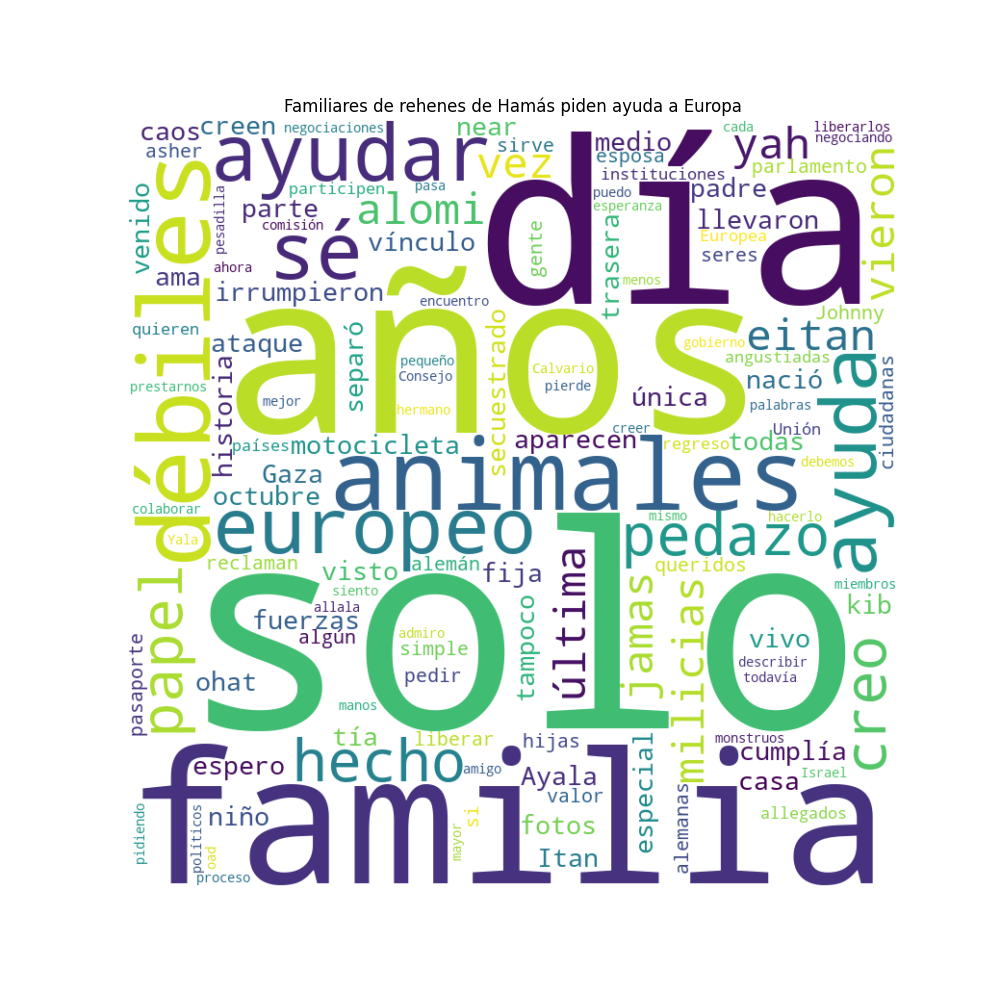 Familiares de rehenes de Hamás piden ayuda a Europa
caos
creen
negociaciones
ayudar
near
sirve
vez
medio
esposa
instituciones
cada
liberarlos
negociando
yah
parlamento
asher
día
débiles
venido
pesadilla
participen
pasa
puedo
esperanza
padre
parte
comisión
alomi
llevaron
vieron
sé
vínculo
gente
trasera
Europea
seres
ahora
ama
irrumpieron
encuentro
menos
años
Johnny
quieren
ataque
separó
secuestrado
gobierno
eitan
angustiadas
pequeño
Consejo
Calvario
pierde
nació
prestarnos
historia
mejor
hermano
única
palabras
ayuda
ciudadanas
creer
Unión
países
motocicleta
aparecen
regreso
todas
debemos
Gaza
animales
octubre
colaborar
europeo
mismo
hacerlo
pedazo
Yala
papel
reclaman
visto
alemán
fija
última
queridos
miembros
siento
allala
fuerzas
algún
admiro
simple
tampoco
jamas
milicias
kib
solo
vivo
describir
todavía
creo
pasaporte
ohat
pedir
manos
tía
liberar
hijas
monstruos
cumplía
espero
hecho
amigo
Ayala
valor
especial
casa
Israel
familia
pidiendo
políticos
niño
oad
mayor
si
fotos
alemanas
allegados
Itan
proceso